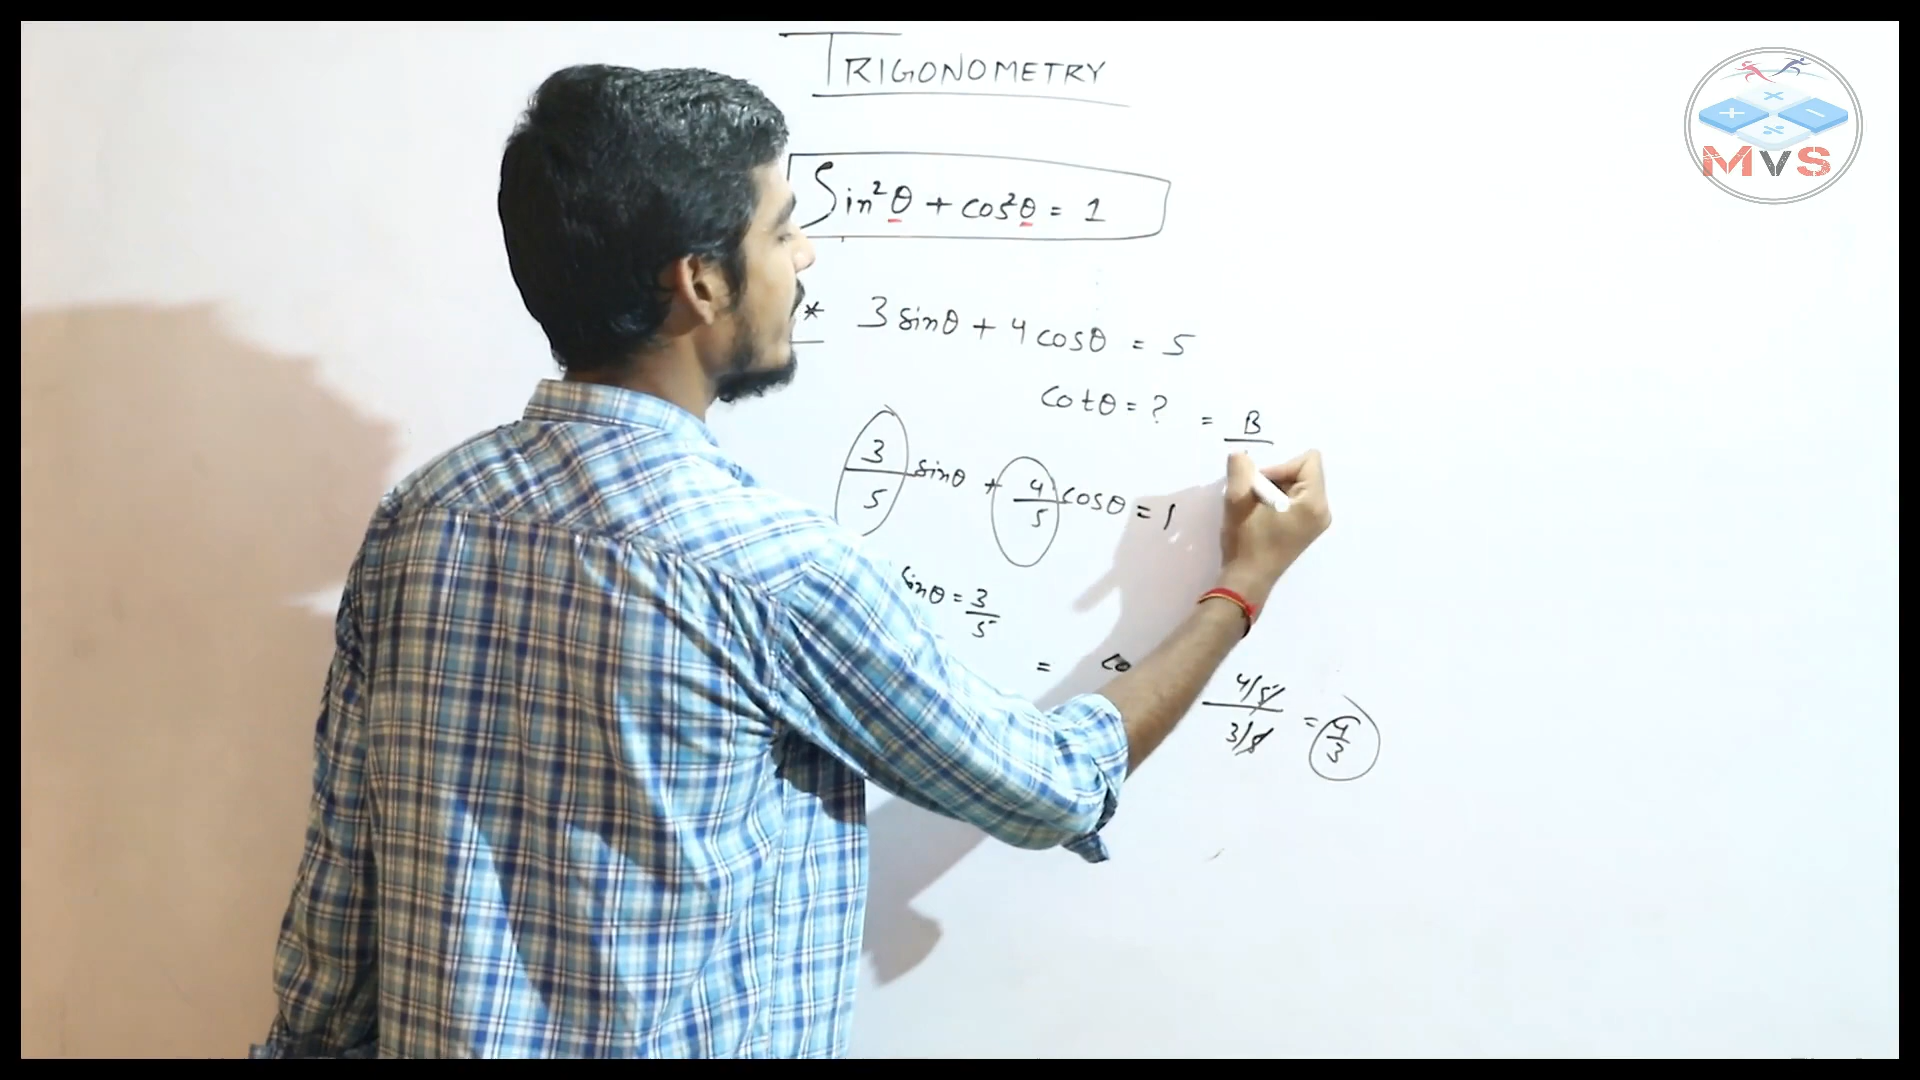 TRIGONOMETRY
MVS
Sin²θ + cos²θ = 1
* 3 sinθ + 4 cosθ = 5
Cotθ = ? = B
3/5 sinθ + 4/5 cosθ = 1
Sinθ = 3/5
= co 4/5 / 3/5 = 4/3